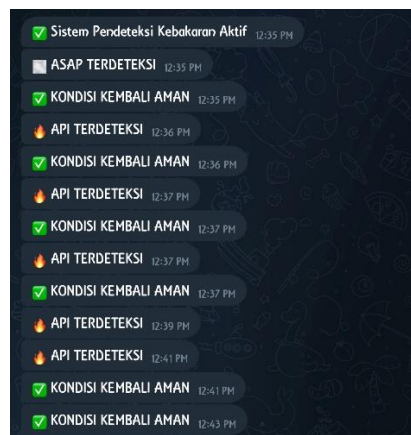 ✅ Sistem Pendeteksi Kebakaran Aktif 12:35 PM
ASAP TERDETEKSI 12:35 PM
✅ KONDISI KEMBALI AMAN 12:35 PM
🔥 API TERDETEKSI 12:36 PM
✅ KONDISI KEMBALI AMAN 12:36 PM
🔥 API TERDETEKSI 12:37 PM
✅ KONDISI KEMBALI AMAN 12:37 PM
🔥 API TERDETEKSI 12:37 PM
✅ KONDISI KEMBALI AMAN 12:37 PM
🔥 API TERDETEKSI 12:39 PM
🔥 API TERDETEKSI 12:41 PM
✅ KONDISI KEMBALI AMAN 12:41 PM
✅ KONDISI KEMBALI AMAN 12:43 PM